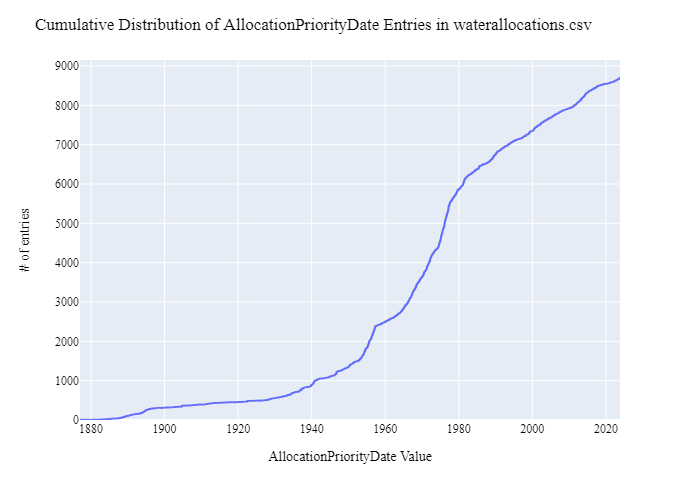 Cumulative Distribution of AllocationPriorityDate Entries in waterallocations.csv
9000
8000
7000
6000
5000
4000
3000
2000
1000
0
# of entries
1880 1900 1920 1940 1960 1980 2000 2020
AllocationPriorityDate Value